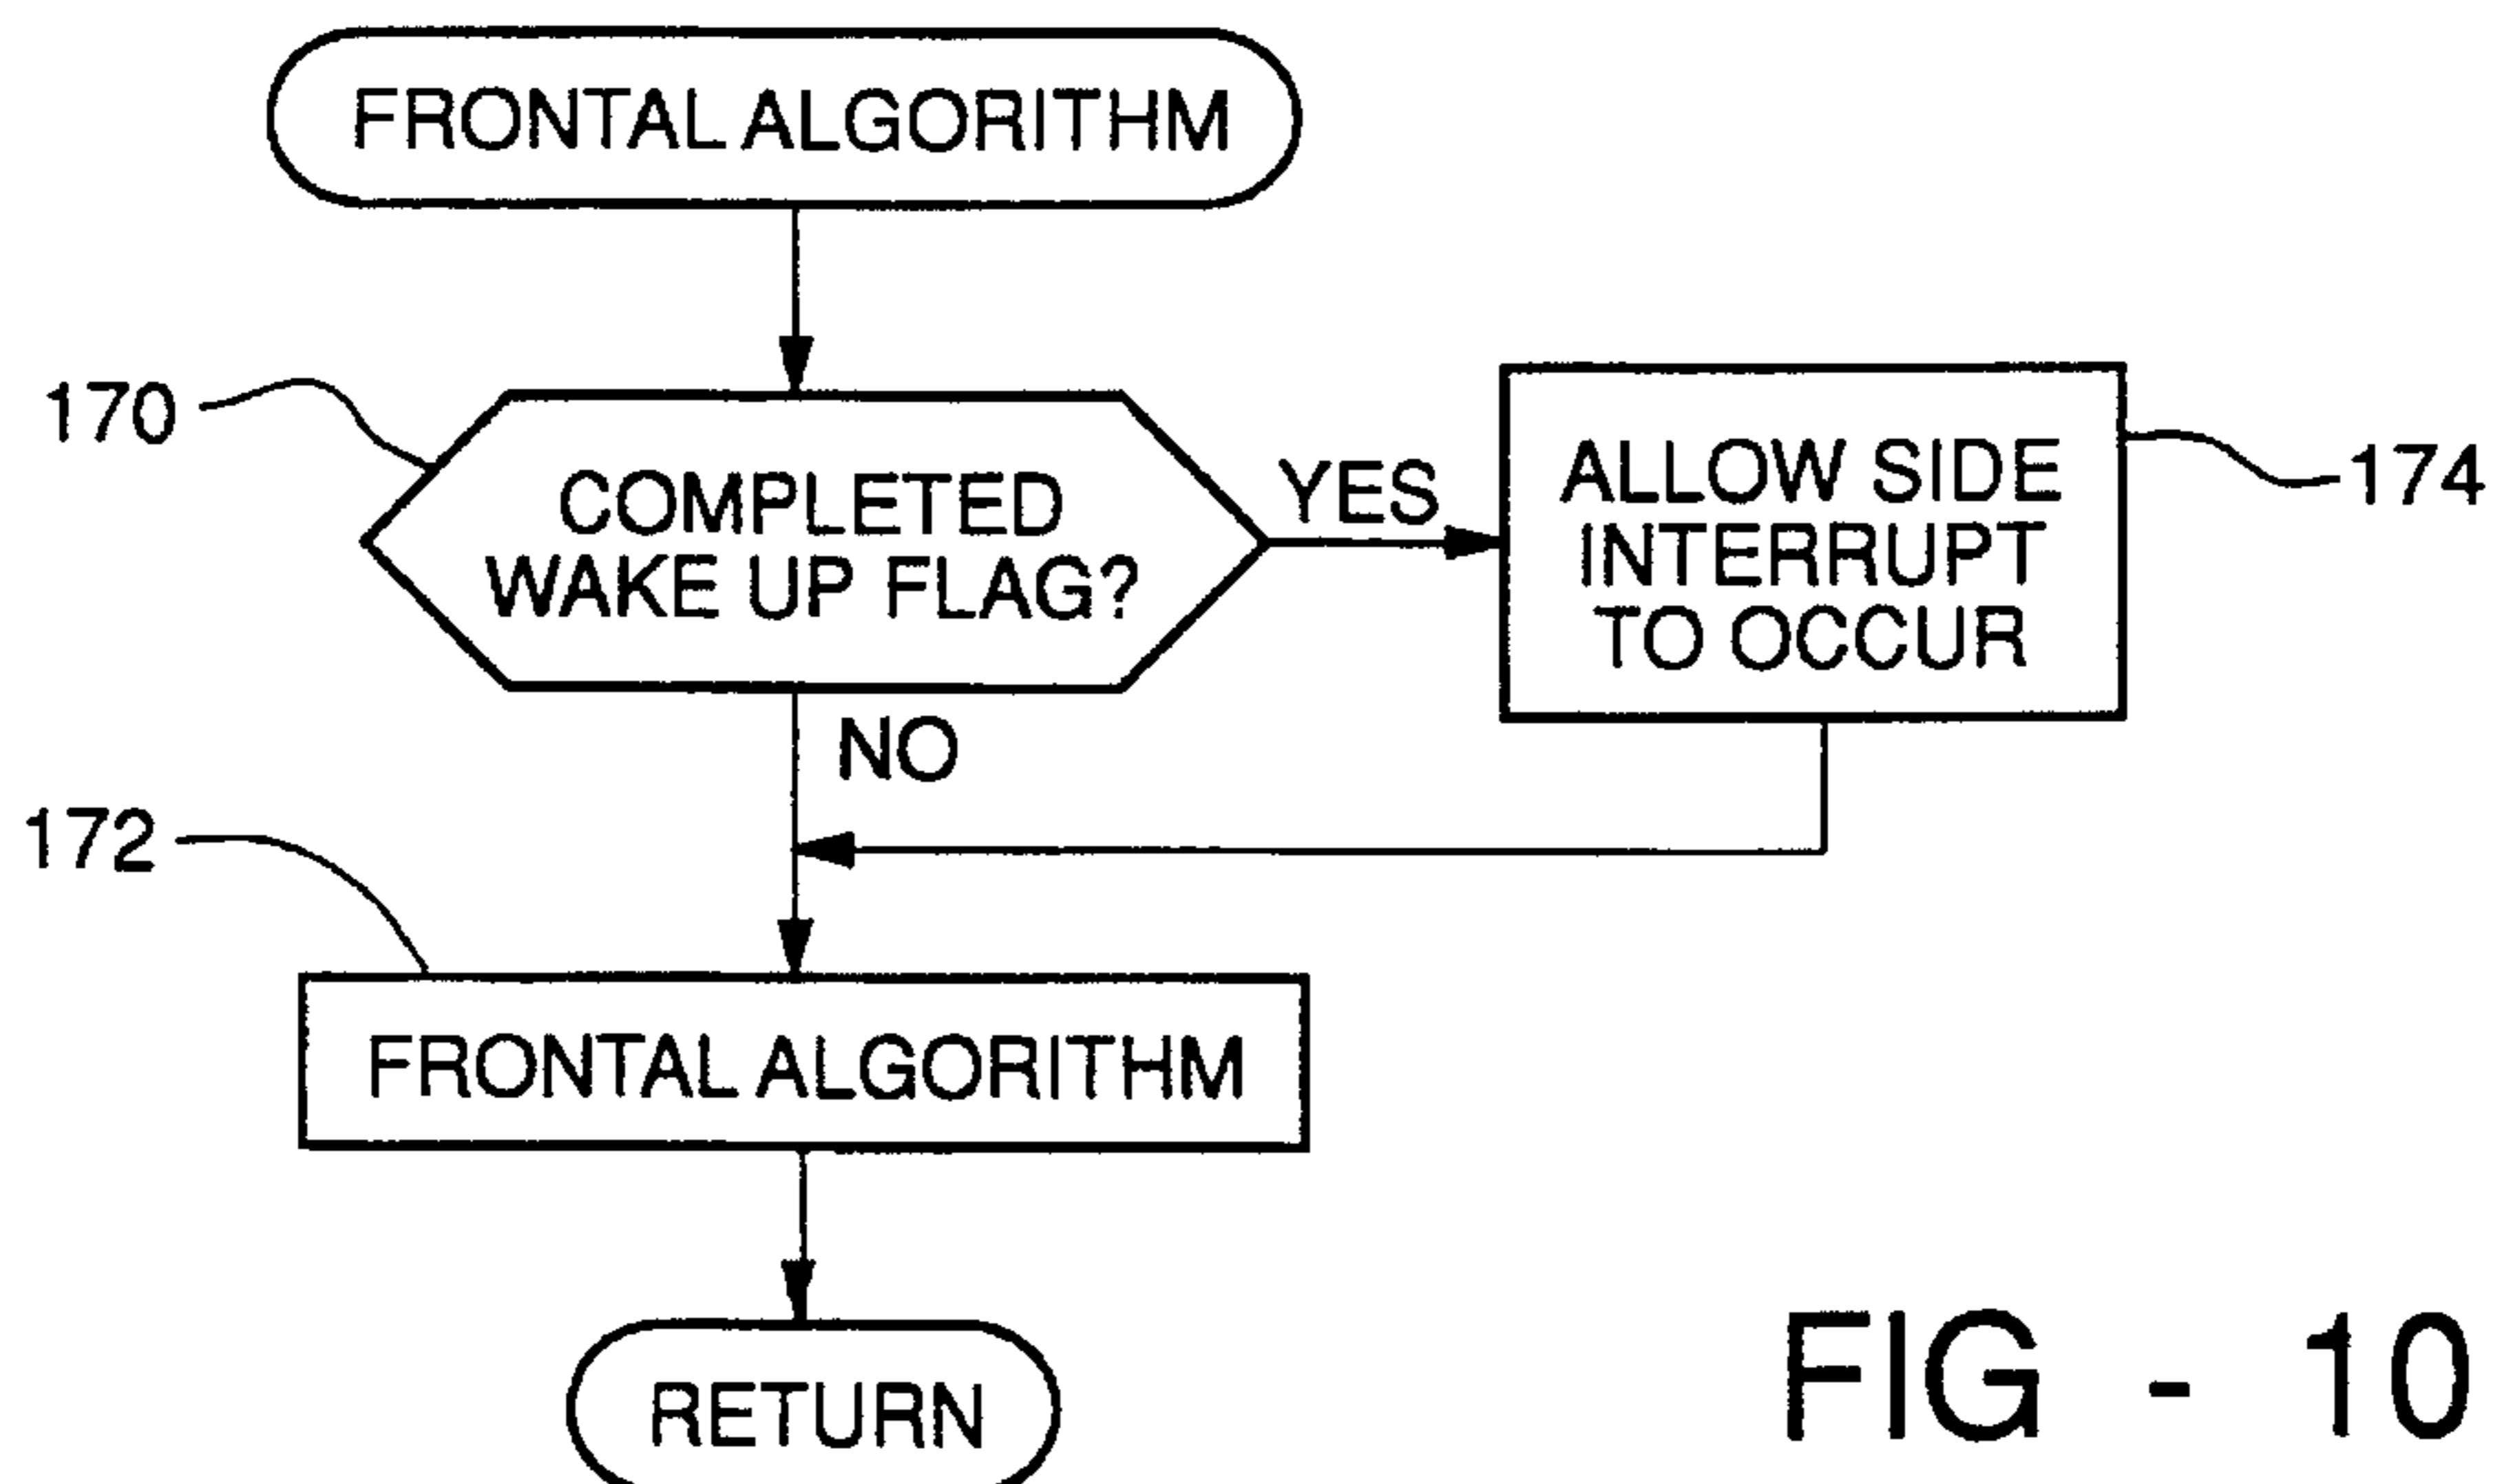 FRONTAL ALGORITHM
170
COMPLETED
WAKE UP FLAG?
YES
ALLOW SIDE
INTERRUPT
TO OCCUR
174
NO
172
FRONTAL ALGORITHM
RETURN
FIG - 10